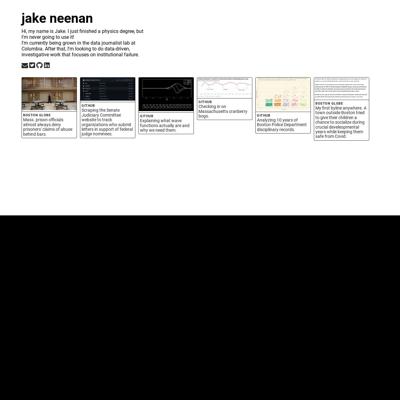 jake neenan
Hi, my name is Jake. I just finished a physics degree, but
I'm never going to use it!
I'm currently being grown in the data journalist lab at
Columbia. After that, I'm looking to do data-driven,
investigative work that focuses on institutional failure.
BOSTON GLOBE
Mass. prison officials
almost always deny
prisoners' claims of abuse
behind bars.
GITHUB
Scraping the Senate
Judiciary Committee
website to track
organizations who submit
letters in support of federal
judge nominees.
GITHUB
Explaining what wave
functions actually are and
why we need them.
GITHUB
Checking in on
Massachusetts cranberry
bogs.
GITHUB
Analyzing 10 years of
Boston Police Department
disciplinary records.
BOSTON GLOBE
My first byline anywhere. A
town outside Boston tried
to give their children a
chance to socialize during
crucial developmental
years while keeping them
safe from Covid.